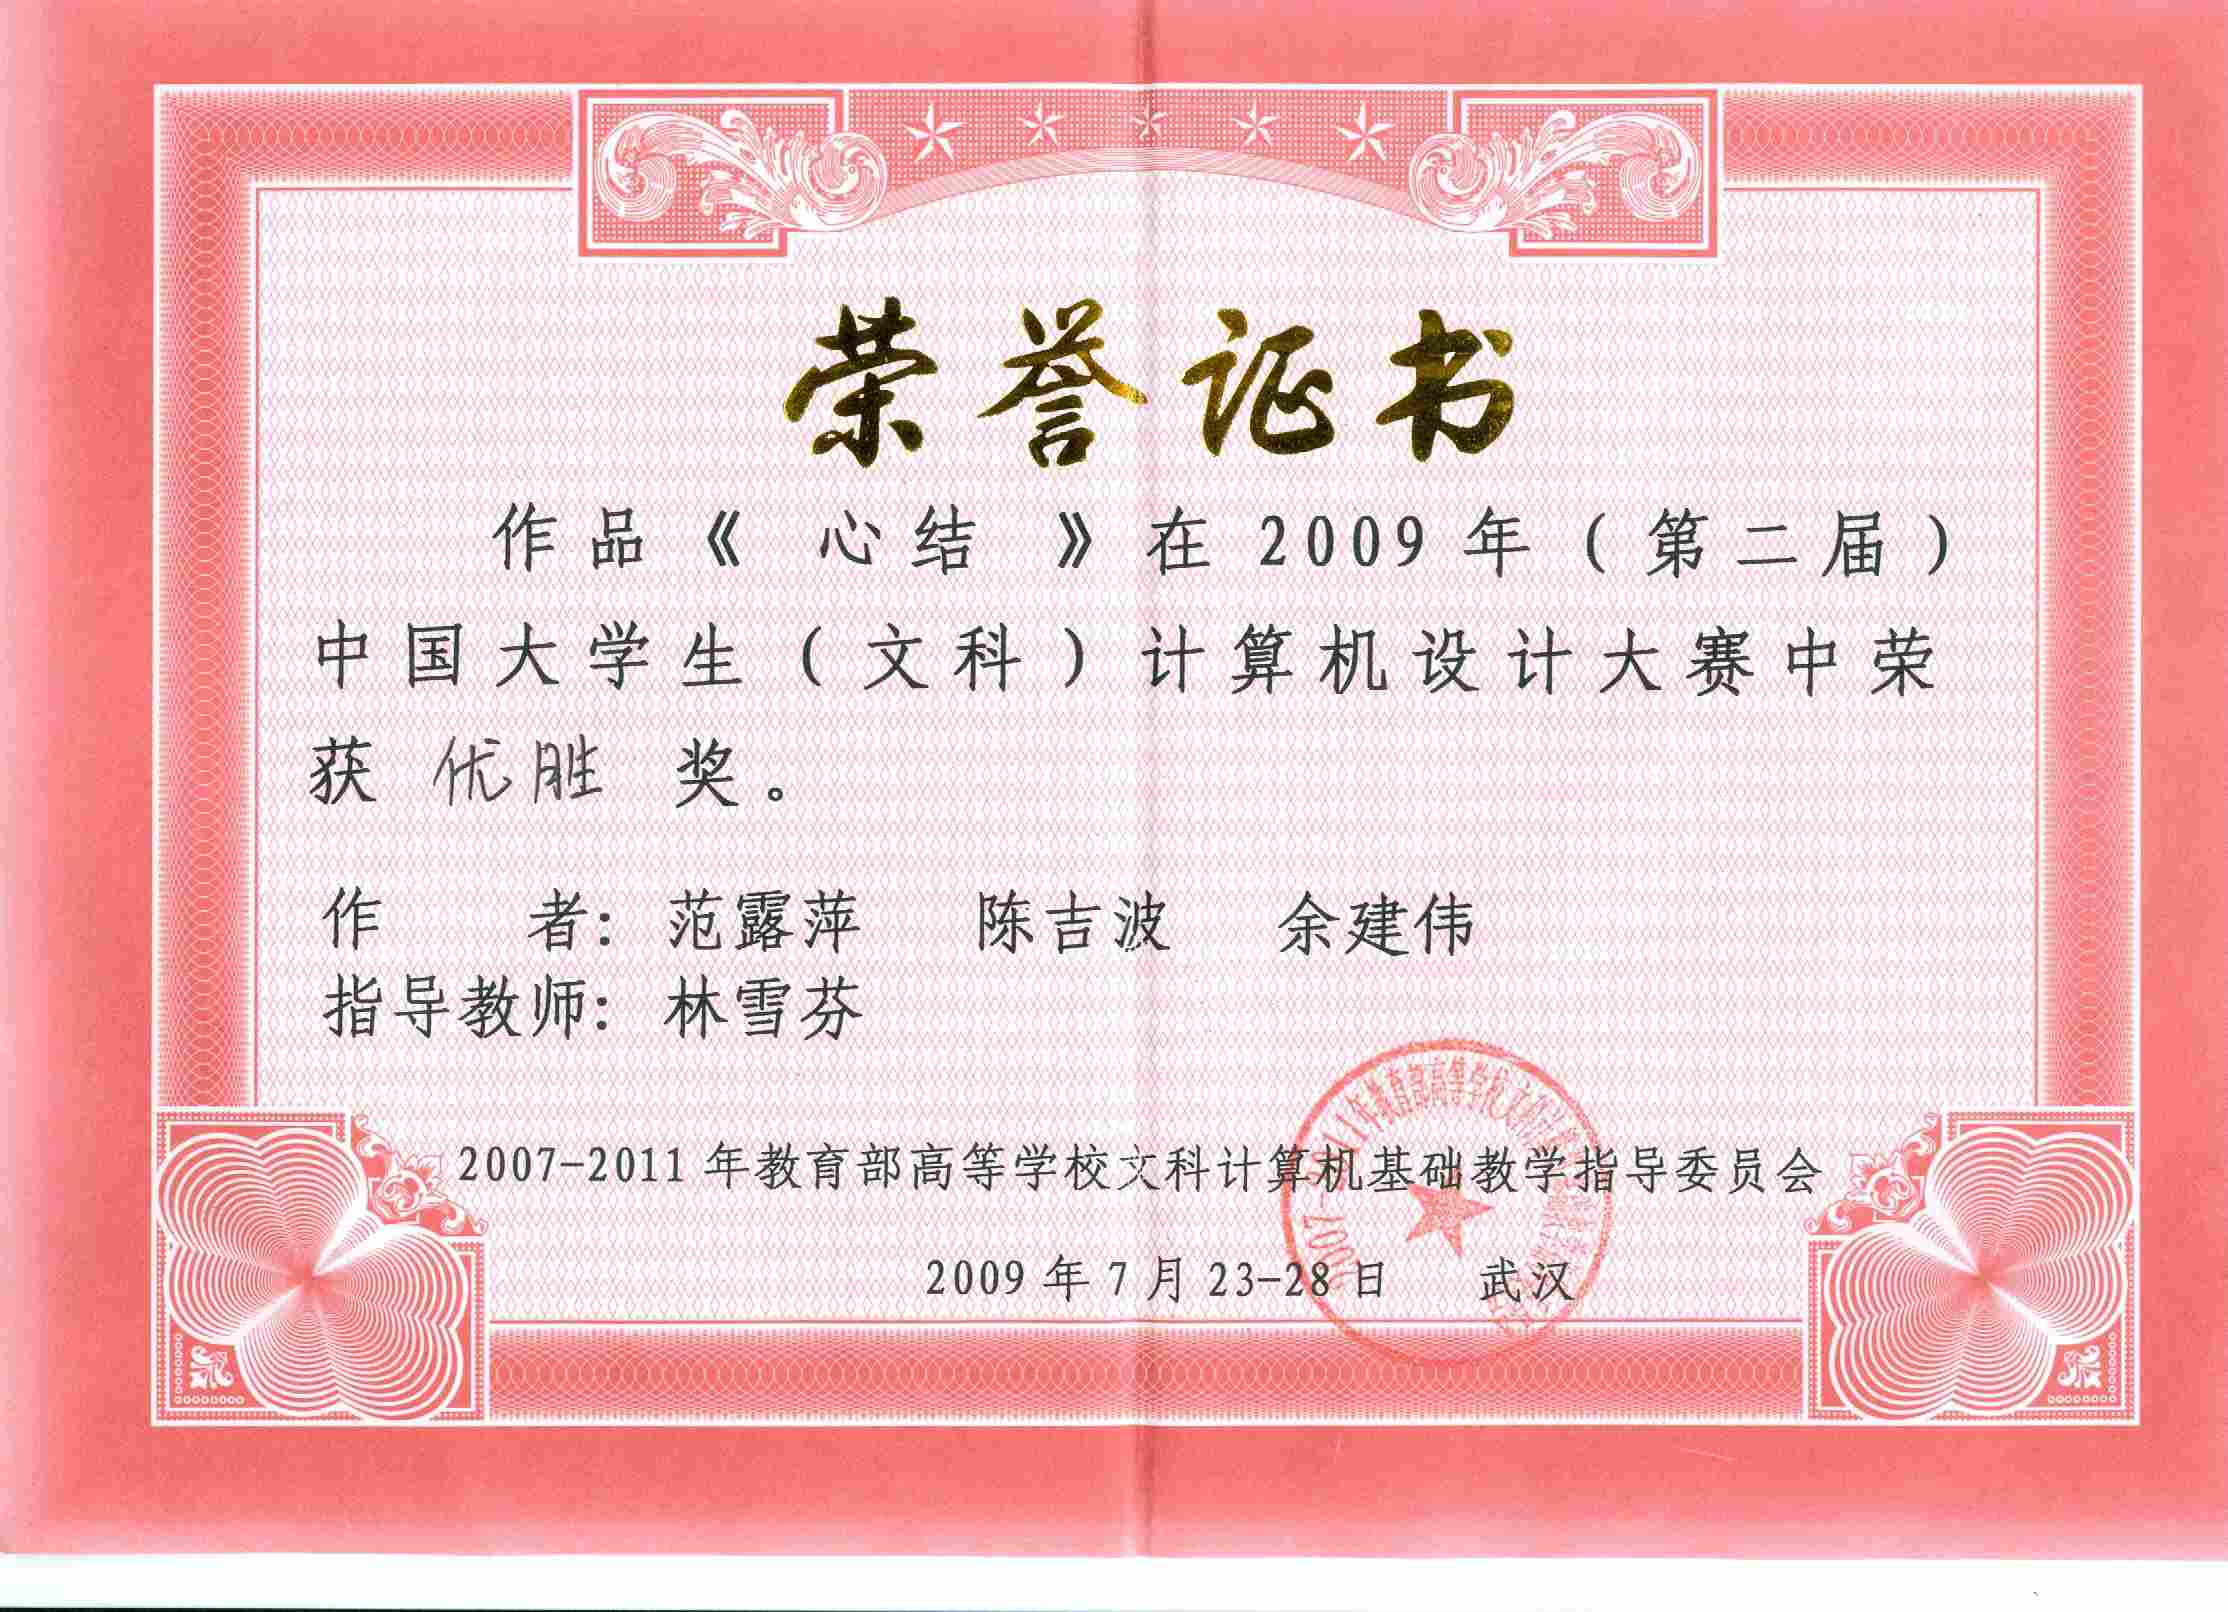 荣誉证书
作品《 心结 》在 2009 年（第二届）
中国大学生（文科）计算机设计大赛中荣
获 优胜 奖。
作 者：范露萍 陈吉波 余建伟
指导教师：林雪芬
2007-2011 年教育部高等学校文科计算机基础教学指导委员会
2009 年 7 月 23-28 日 武汉